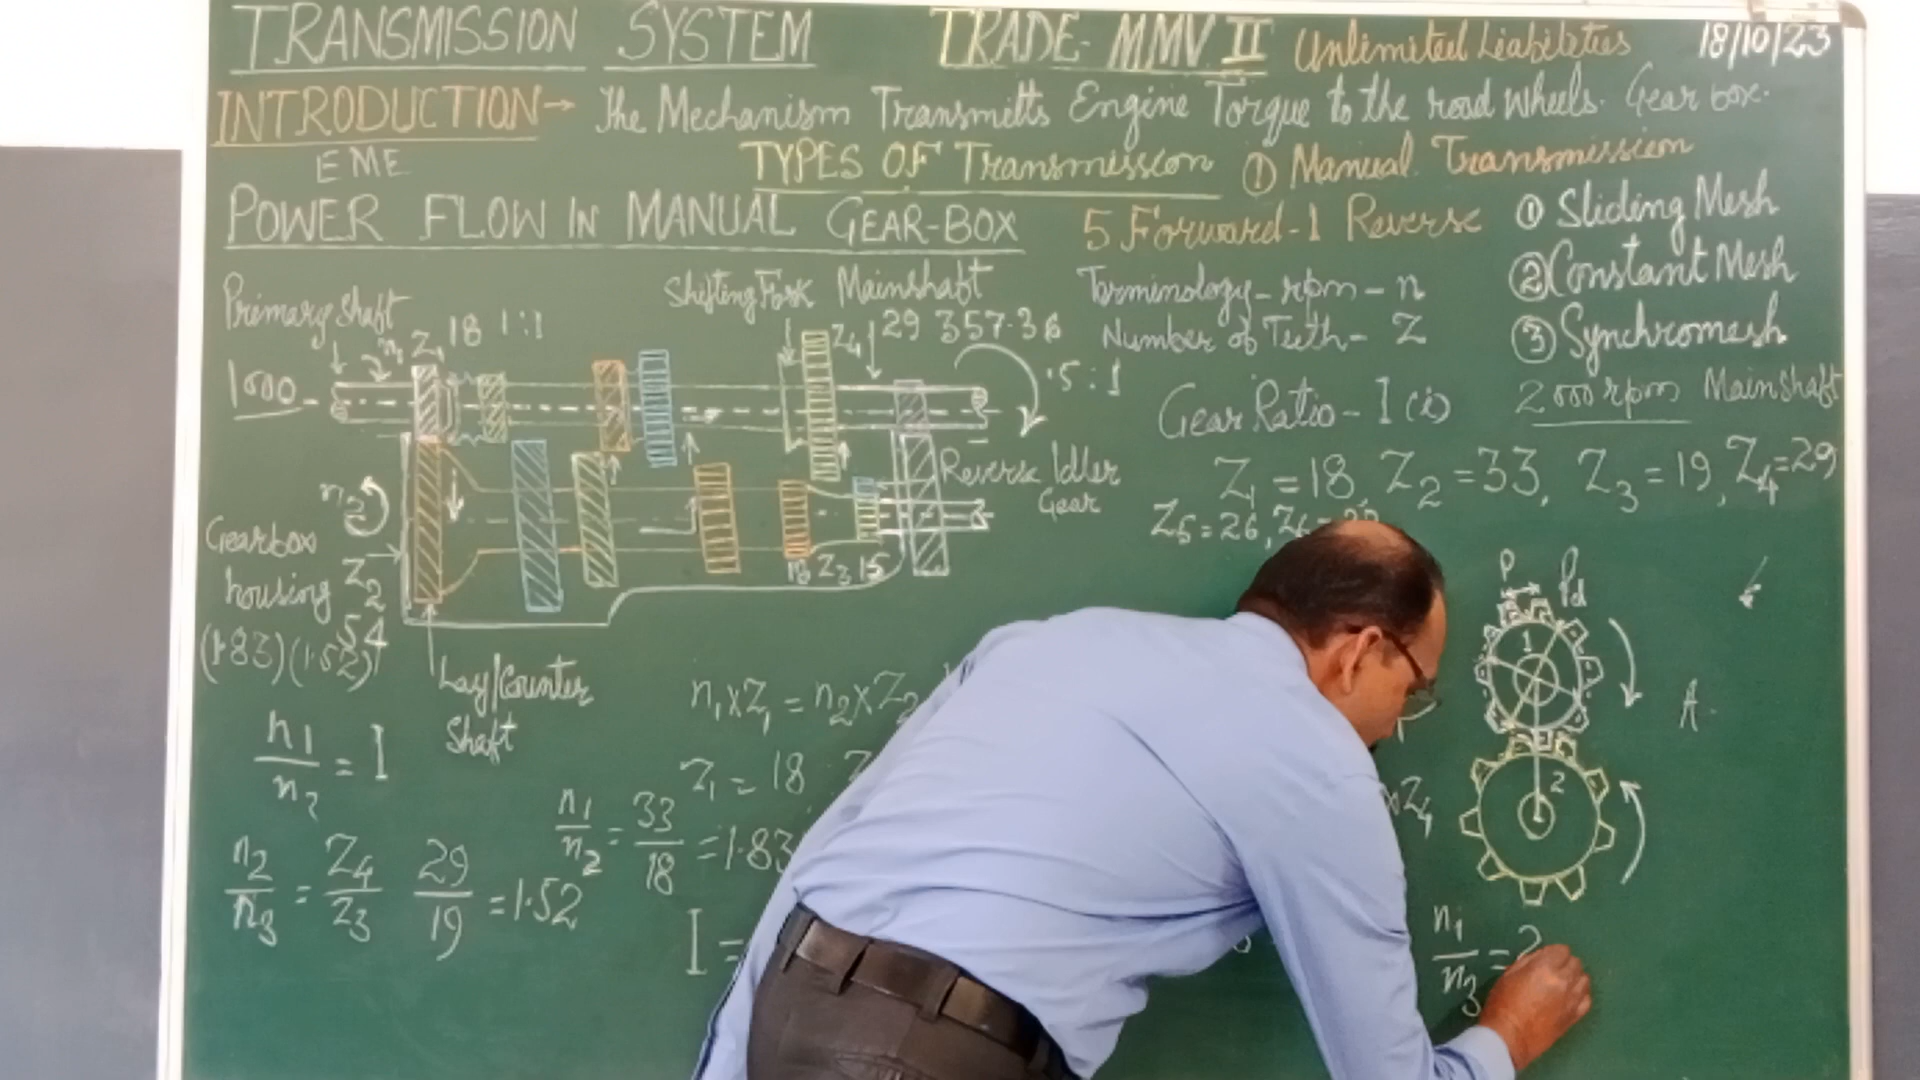 TRANSMISSION SYSTEM TRADE- MMV II Unlimited Liabilities 18/10/23
INTRODUCTION→ The Mechanism Transmitts Engine Torque to the road wheels. Gear box.
EME
TYPES OF Transmission ① Manual Transmission
POWER FLOW IN MANUAL GEAR-BOX
5 Forward-1 Reverse
① Sliding Mesh
② Constant Mesh
③ Synchromesh
2000 rpm Mainshaft
Primary shaft
Shifting Fork Mainshaft
n1 Z1 18 1:1
Z4 29 357.36
1000
.5:1
Terminology - rpm - n
Number of Teeth - Z
Gear Ratio - I (i)
Z1 = 18, Z2 = 33, Z3 = 19, Z4 = 29
Z5 = 26, Z6
Reverse Idler
Gear
n2
Gearbox
housing
Z2
54
(1.83)(1.52)
Lay/Counter
Shaft
Z3 15
P Pd
1
2
A
n1/n2 = I
n1 x Z1 = n2 x Z2
Z1 = 18
n1/n2 = 33/18 = 1.83
n2/n3 = Z4/Z3 29/19 = 1.52
I =
xZ4
n1/n3 = 2